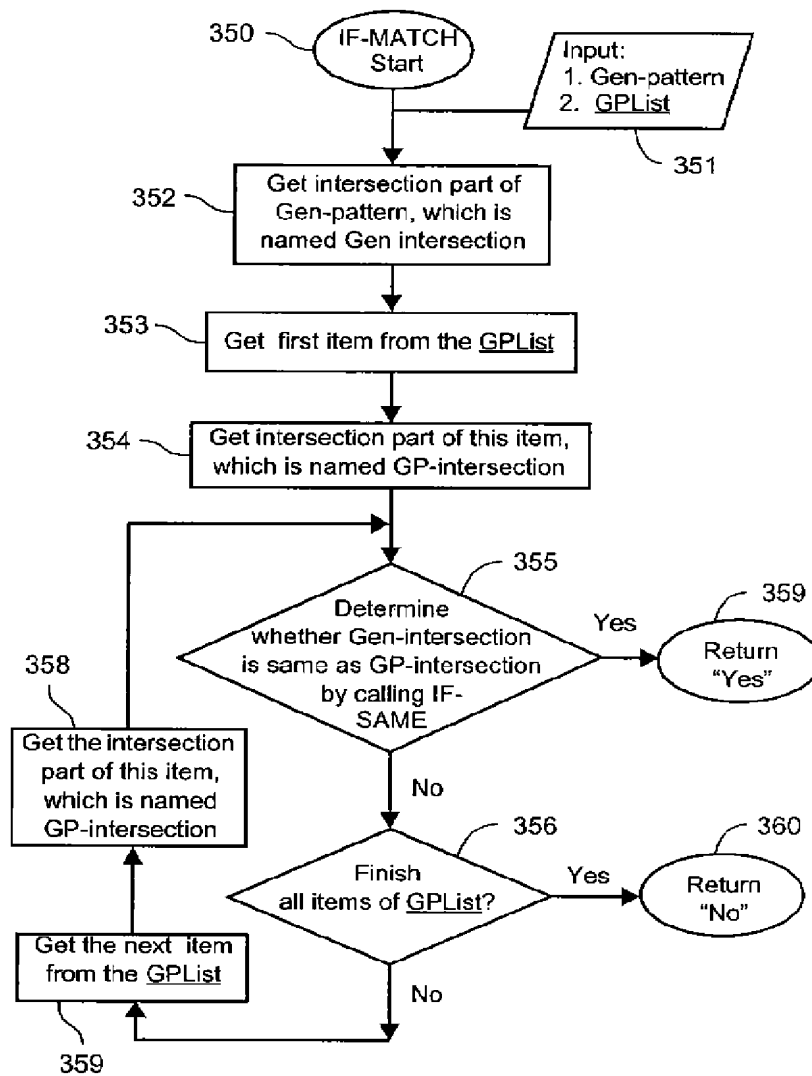 350
IF-MATCH
Start
Input:
1. Gen-pattern
2. GPList
351
352
Get intersection part of
Gen-pattern, which is
named Gen intersection
353
Get first item from the GPList
354
Get intersection part of this item,
which is named GP-intersection
355
Determine
whether Gen-intersection
is same as GP-intersection
by calling IF-
SAME
Yes
359
Return
"Yes"
358
Get the intersection
part of this item,
which is named
GP-intersection
No
356
Finish
all items of GPList?
Yes
360
Return
"No"
Get the next item
from the GPList
359
No